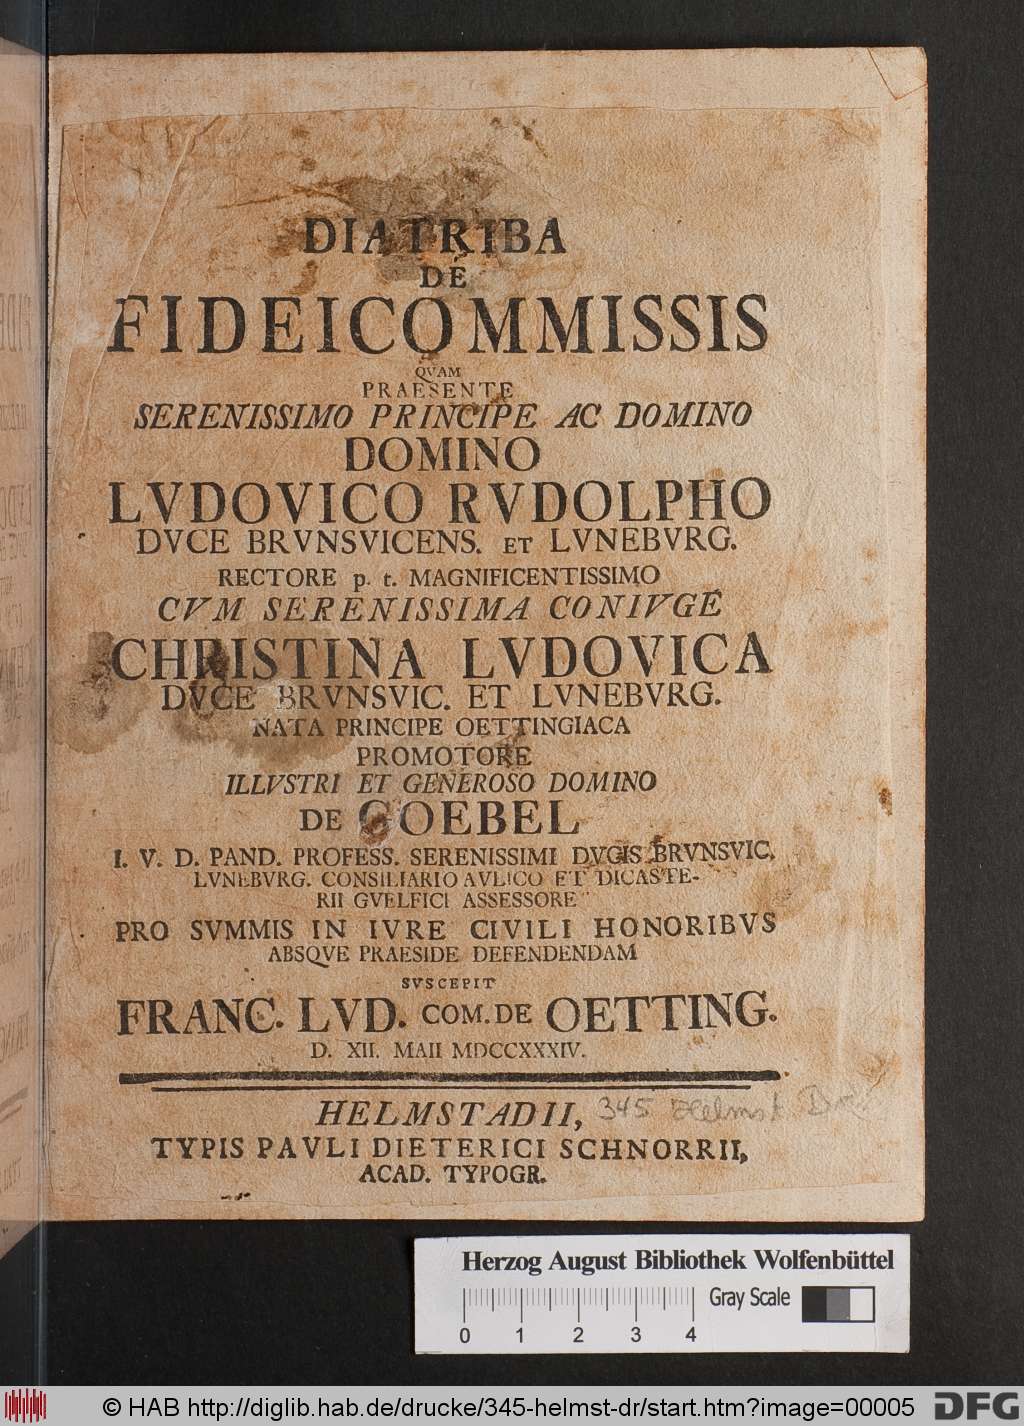 DIATRIBA
DE
FIDEICOMMISSIS
QVAM
PRAESENTE
SERENISSIMO PRINCIPE AC DOMINO
DOMINO
LVDOVICO RVDOLPHO
DVCE BRVNSVICENS. ET LVNEBVRG.
RECTORE p. t. MAGNIFICENTISSIMO
CVM SERENISSIMA CONIVGE
CHRISTINA LVDOVICA
DVCE BRVNSVIC. ET LVNEBVRG.
NATA PRINCIPE OETTINGIACA
PROMOTORE
ILLVSTRI ET GENEROSO DOMINO
DE GOEBEL
I. V. D. PAND. PROFESS. SERENISSIMI DVCIS BRVNSVIC.
LVNEBVRG. CONSILIARIO AVLICO ET DICASTE-
RII GVELFICI ASSESSORE
PRO SVMMIS IN IVRE CIVILI HONORIBVS
ABSQVE PRAESIDE DEFENDENDAM
SVSCEPIT
FRANC. LVD. COM. DE OETTING.
D. XII. MAII MDCCXXXIV.
HELMSTADII, 345 Helmst. Dr.
TYPIS PAVLI DIETERICI SCHNORRII,
ACAD. TYPOGR.
Herzog August Bibliothek Wolfenbüttel
Gray Scale
0 1 2 3 4
© HAB http://diglib.hab.de/drucke/345-helmst-dr/start.htm?image=00005
DFG